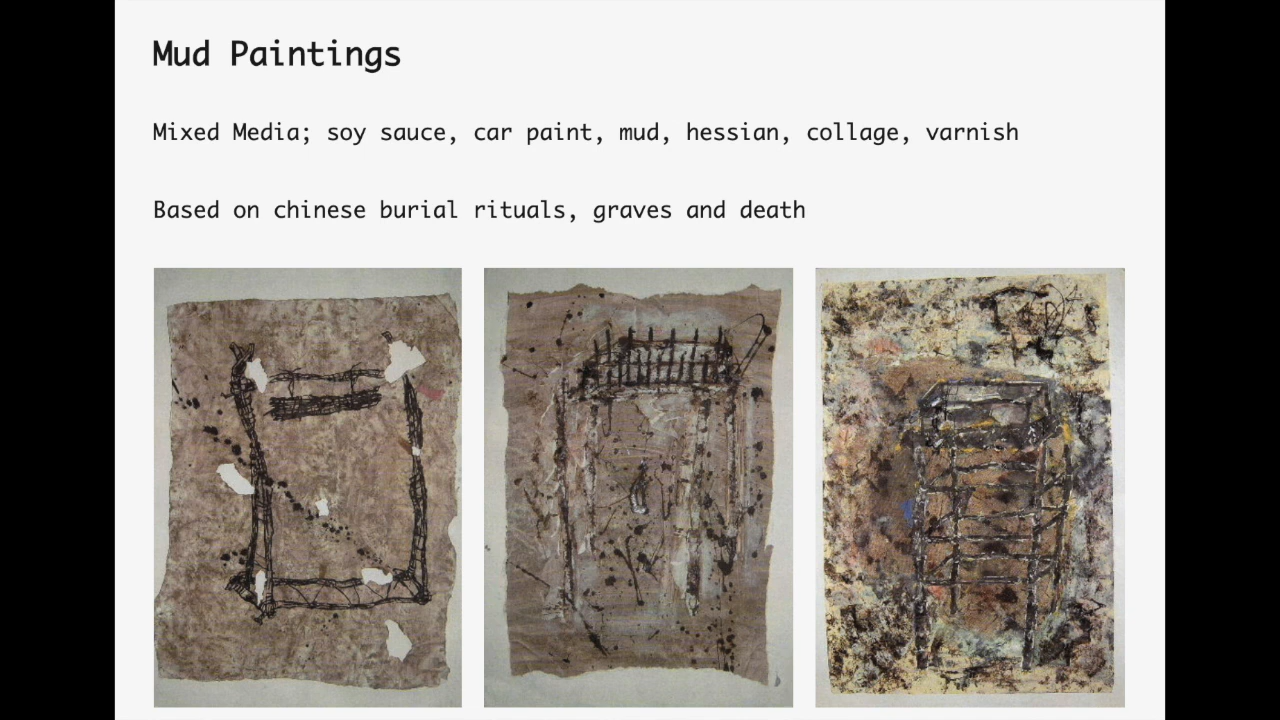 Mud Paintings
Mixed Media; soy sauce, car paint, mud, hessian, collage, varnish
Based on chinese burial rituals, graves and death